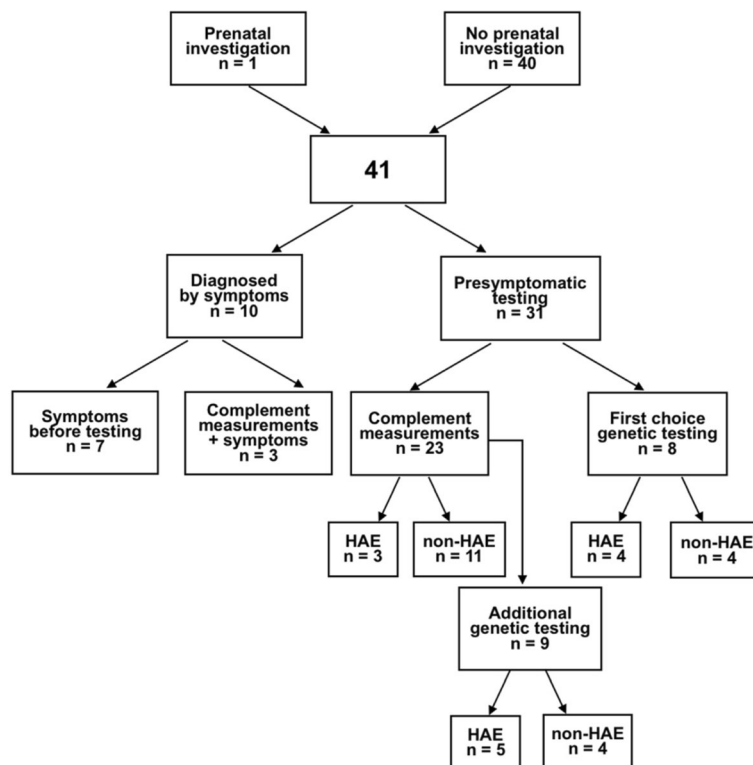 Prenatal
investigation
n = 1
No prenatal
investigation
n = 40
41
Diagnosed
by symptoms
n = 10
Presymptomatic
testing
n = 31
Symptoms
before testing
n = 7
Complement
measurements
+ symptoms
n = 3
Complement
measurements
n = 23
First choice
genetic testing
n = 8
HAE
n = 3
non-HAE
n = 11
HAE
n = 4
non-HAE
n = 4
Additional
genetic testing
n = 9
HAE
n = 5
non-HAE
n = 4